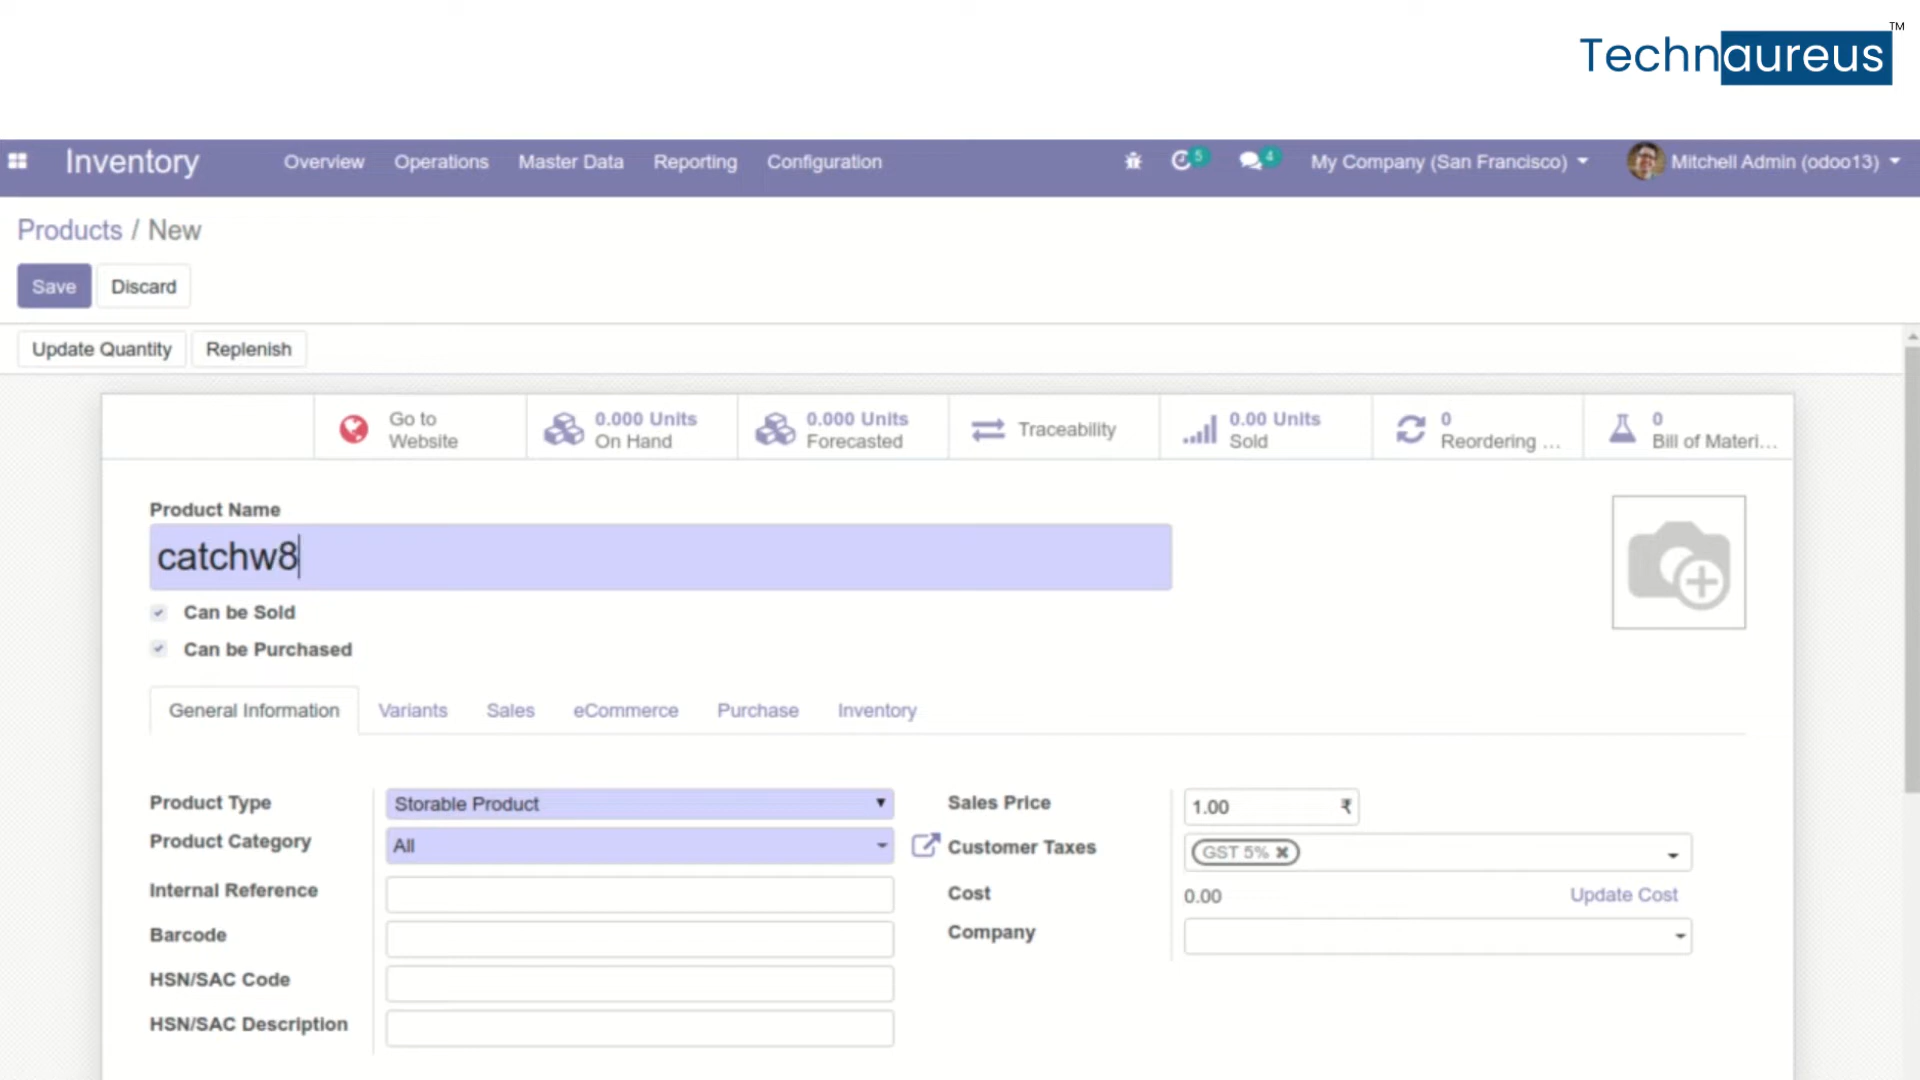 Technaureus TM
Inventory Overview Operations Master Data Reporting Configuration 5 4 My Company (San Francisco) Mitchell Admin (odoo13)
Products / New
Save Discard
Update Quantity Replenish
Go to Website
0.000 Units On Hand
0.000 Units Forecasted
Traceability
0.00 Units Sold
0 Reordering ...
0 Bill of Materi...
Product Name
catchw8
Can be Sold
Can be Purchased
General Information Variants Sales eCommerce Purchase Inventory
Product Type Storable Product
Product Category All
Internal Reference
Barcode
HSN/SAC Code
HSN/SAC Description
Sales Price 1.00 ₹
Customer Taxes GST 5% ✖
Cost 0.00 Update Cost
Company